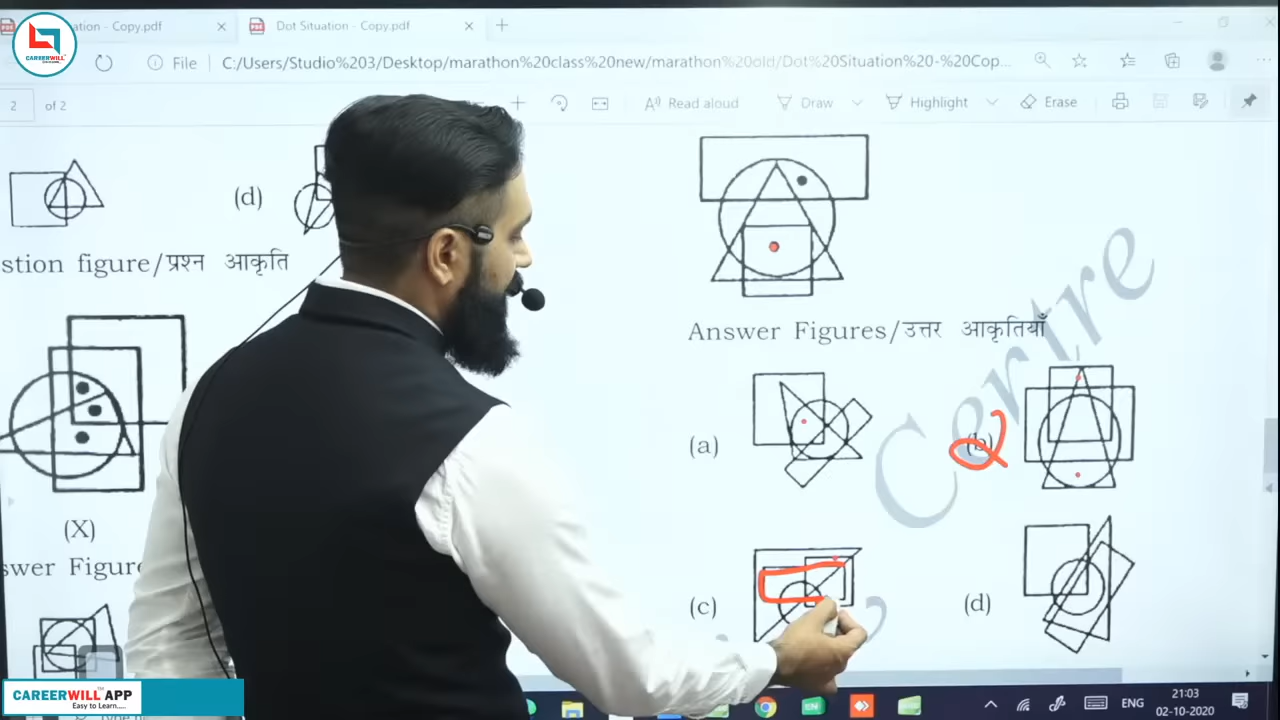 ation - Copy.pdf
Dot Situation - Copy.pdf
CAREERWILL
File
C:/Users/Studio%203/Desktop/marathon%20class%20new/marathon%20old/Dot%20Situation%20-%20Cop...
2 of 2
Read aloud
Draw
Highlight
Erase
(d)
stion figure/प्रश्न आकृति
Answer Figures/उत्तर आकृतियाँ
(a)
(b)
Centre
(X)
swer Figure
(c)
(d)
CAREERWILL APP
Easy to Learn.....
ENG
21:03
02-10-2020